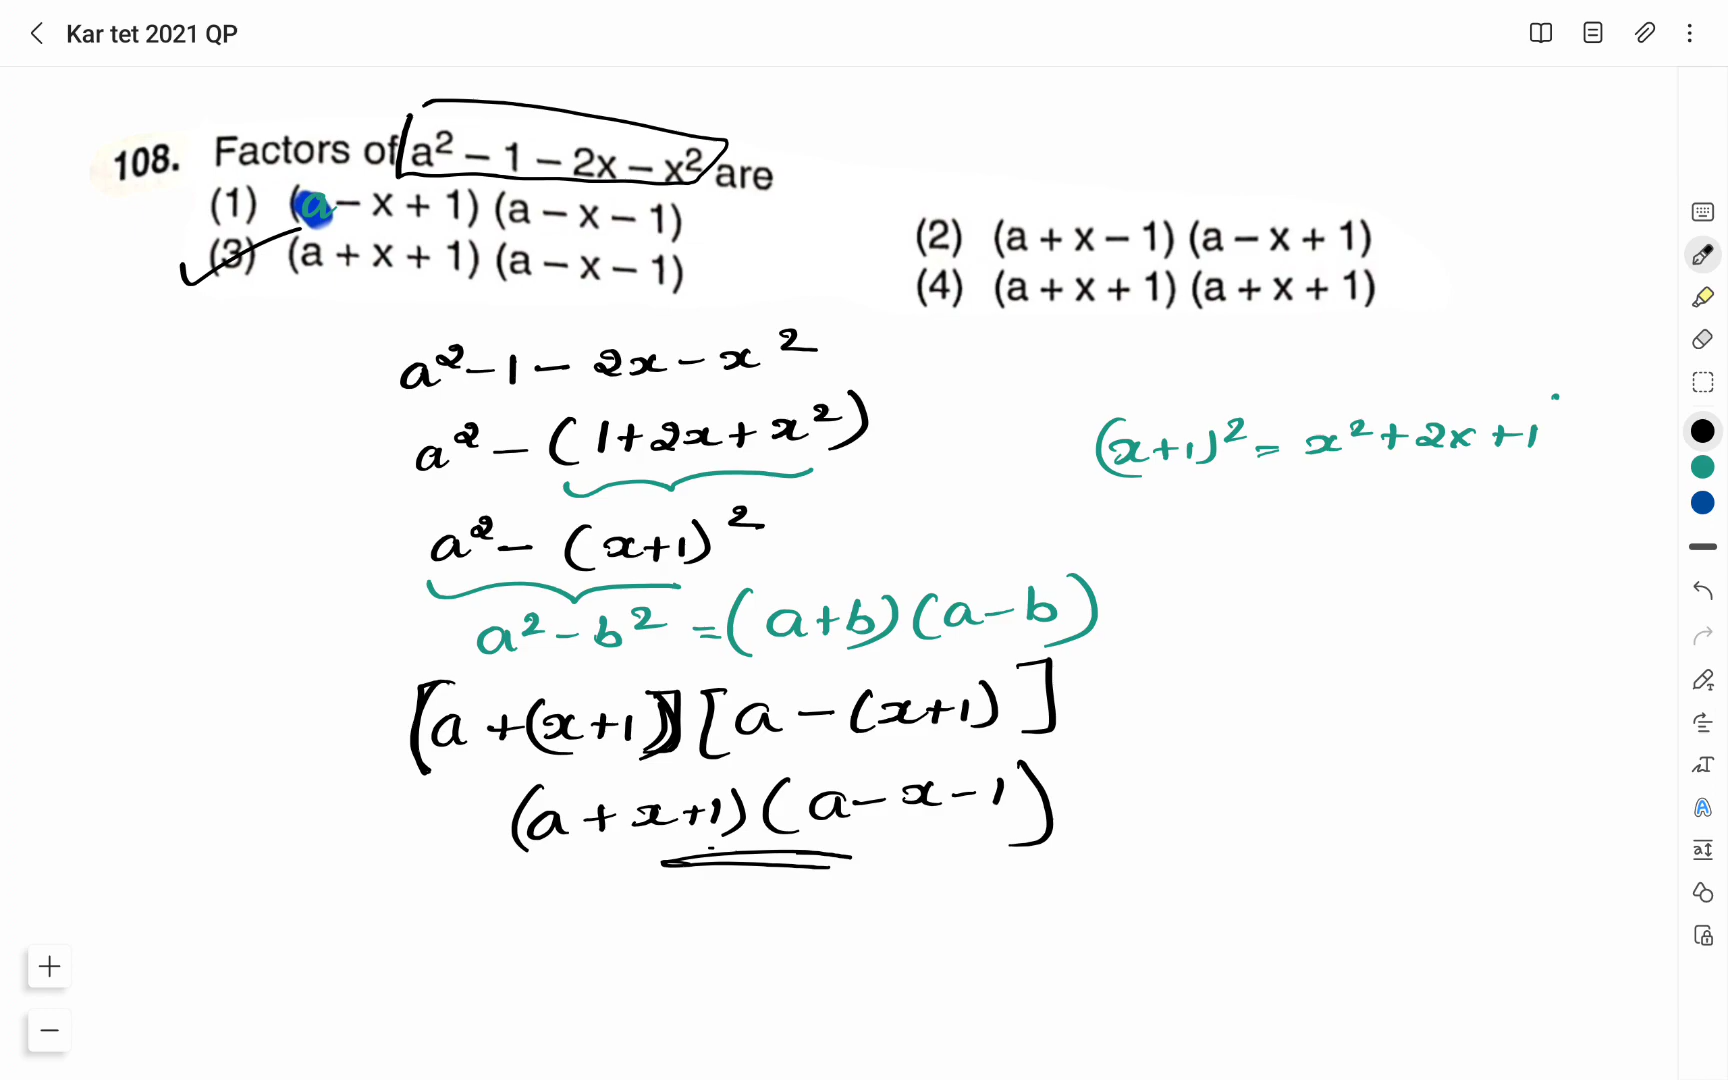 Kar tet 2021 QP
108. Factors of a² – 1 – 2x – x² are
(1) (a – x + 1) (a – x – 1)
(2) (a + x – 1) (a – x + 1)
(3) (a + x + 1) (a – x – 1)
(4) (a + x + 1) (a + x + 1)
a² – 1 – 2x – x²
a² – (1 + 2x + x²)
(x+1)² = x² + 2x + 1
a² – (x+1)²
a² – b² = (a+b) (a–b)
[a + (x+1)] [a – (x+1)]
(a + x + 1) (a – x – 1)